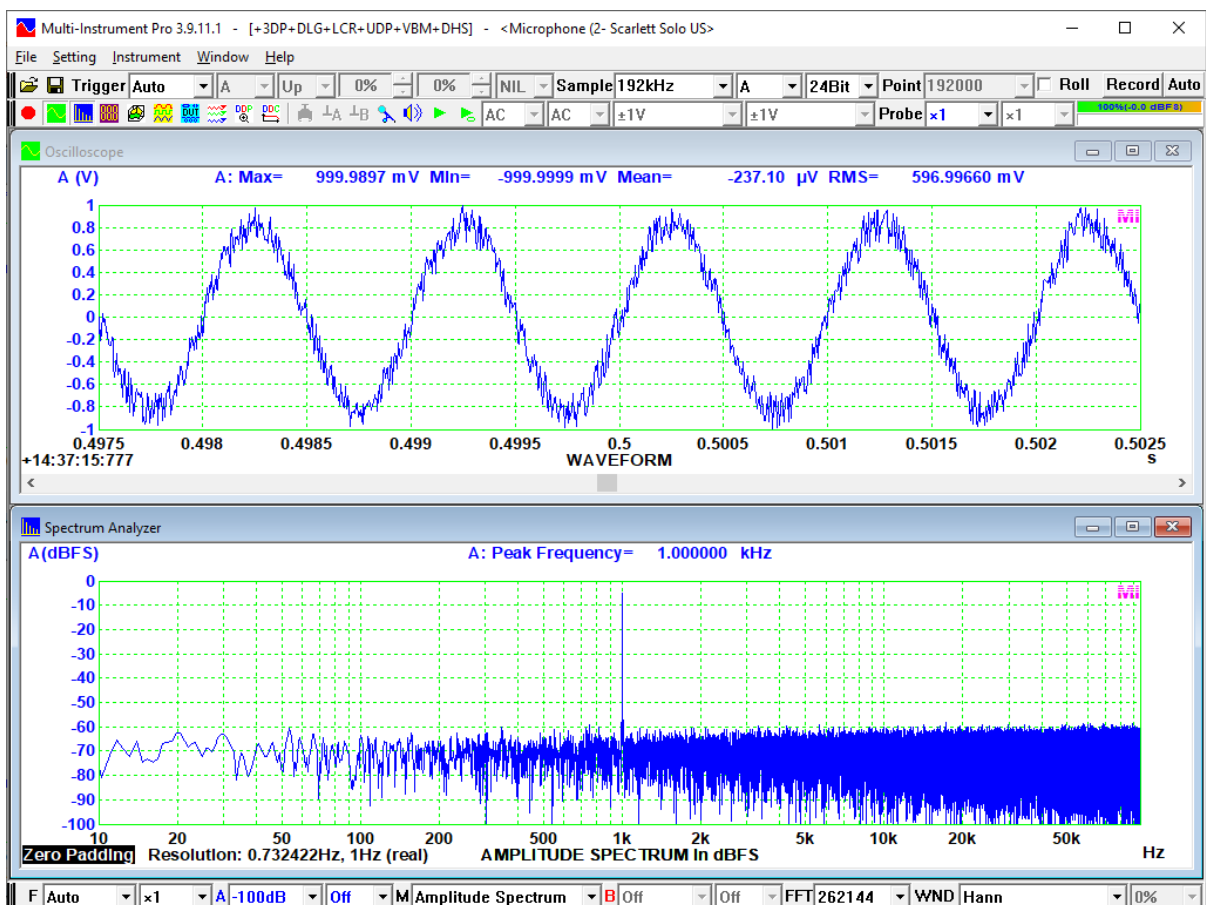 Multi-Instrument Pro 3.9.11.1 - [+3DP+DLG+LCR+UDP+VBM+DHS] - <Microphone (2- Scarlett Solo US>
File Setting Instrument Window Help
Trigger Auto A Up 0% 0% NIL Sample 192kHz A 24Bit Point 192000 Roll Record Auto
DUT DDP DDC A B AC AC ±1V ±1V Probe ×1 ×1 100%(-0.0 dBFS)
Oscilloscope
A (V) A: Max= 999.9897 mV Min= -999.9999 mV Mean= -237.10 µV RMS= 596.99660 mV
MI
1
0.8
0.6
0.4
0.2
0
-0.2
-0.4
-0.6
-0.8
-1
0.4975 0.498 0.4985 0.499 0.4995 0.5 0.5005 0.501 0.5015 0.502 0.5025
+14:37:15:777 WAVEFORM s
Spectrum Analyzer
A(dBFS) A: Peak Frequency= 1.000000 kHz
MI
0
-10
-20
-30
-40
-50
-60
-70
-80
-90
-100
10 20 50 100 200 500 1k 2k 5k 10k 20k 50k
Zero Padding Resolution: 0.732422Hz, 1Hz (real) AMPLITUDE SPECTRUM in dBFS Hz
F Auto ×1 A -100dB Off M Amplitude Spectrum B Off Off FFT 262144 WND Hann 0%